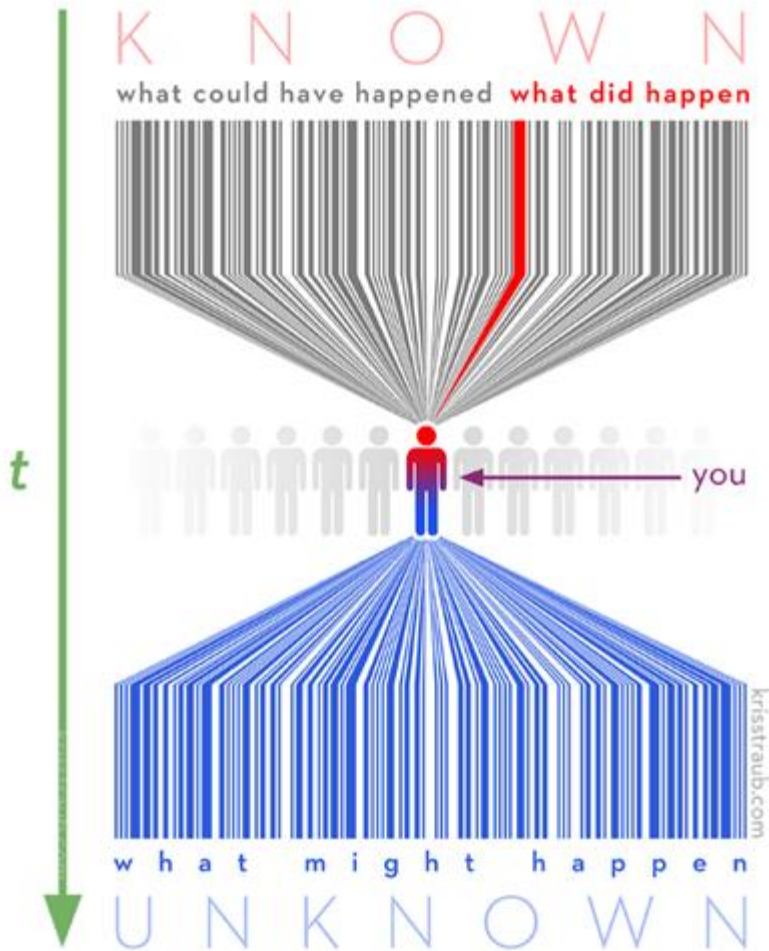 KNOWN
what could have happened what did happen
t
you
krisstraub.com
what might happen
UNKNOWN